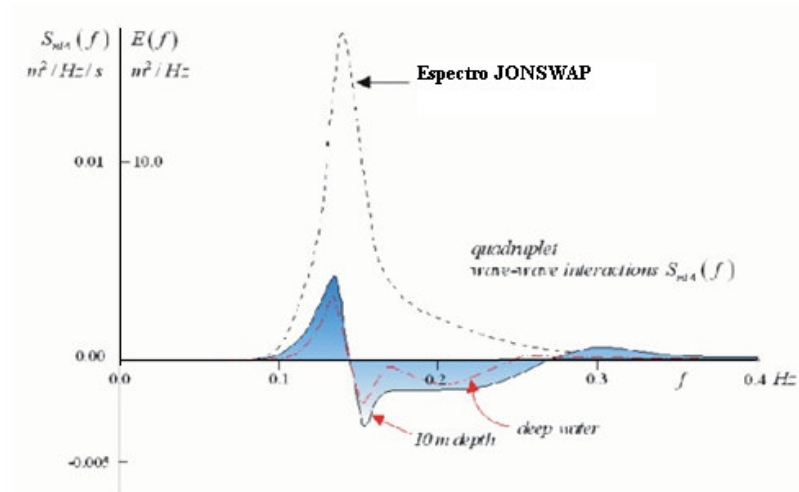 S_nl4 (f) E (f)
m² / Hz / s m² / Hz
Espectro JONSWAP
0.01 10.0
quadruplet
wave-wave interactions S_nl4 (f)
0.00
0.0 0.1 0.2 0.3 f 0.4 Hz
10 m depth deep water
-0.005